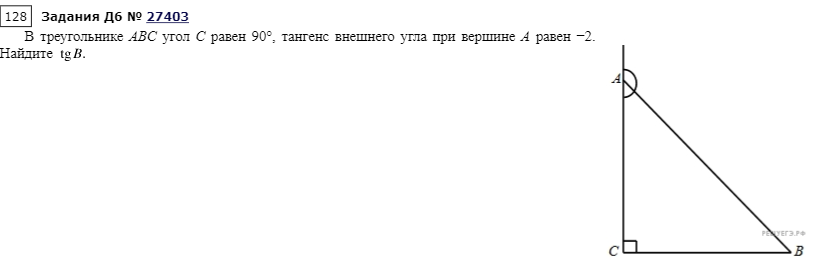 128 Задания Д6 № 27403
В треугольнике ABC угол C равен 90°, тангенс внешнего угла при вершине A равен −2.
Найдите tg B.
A
C
B
РЕШУЕГЭ.РФ